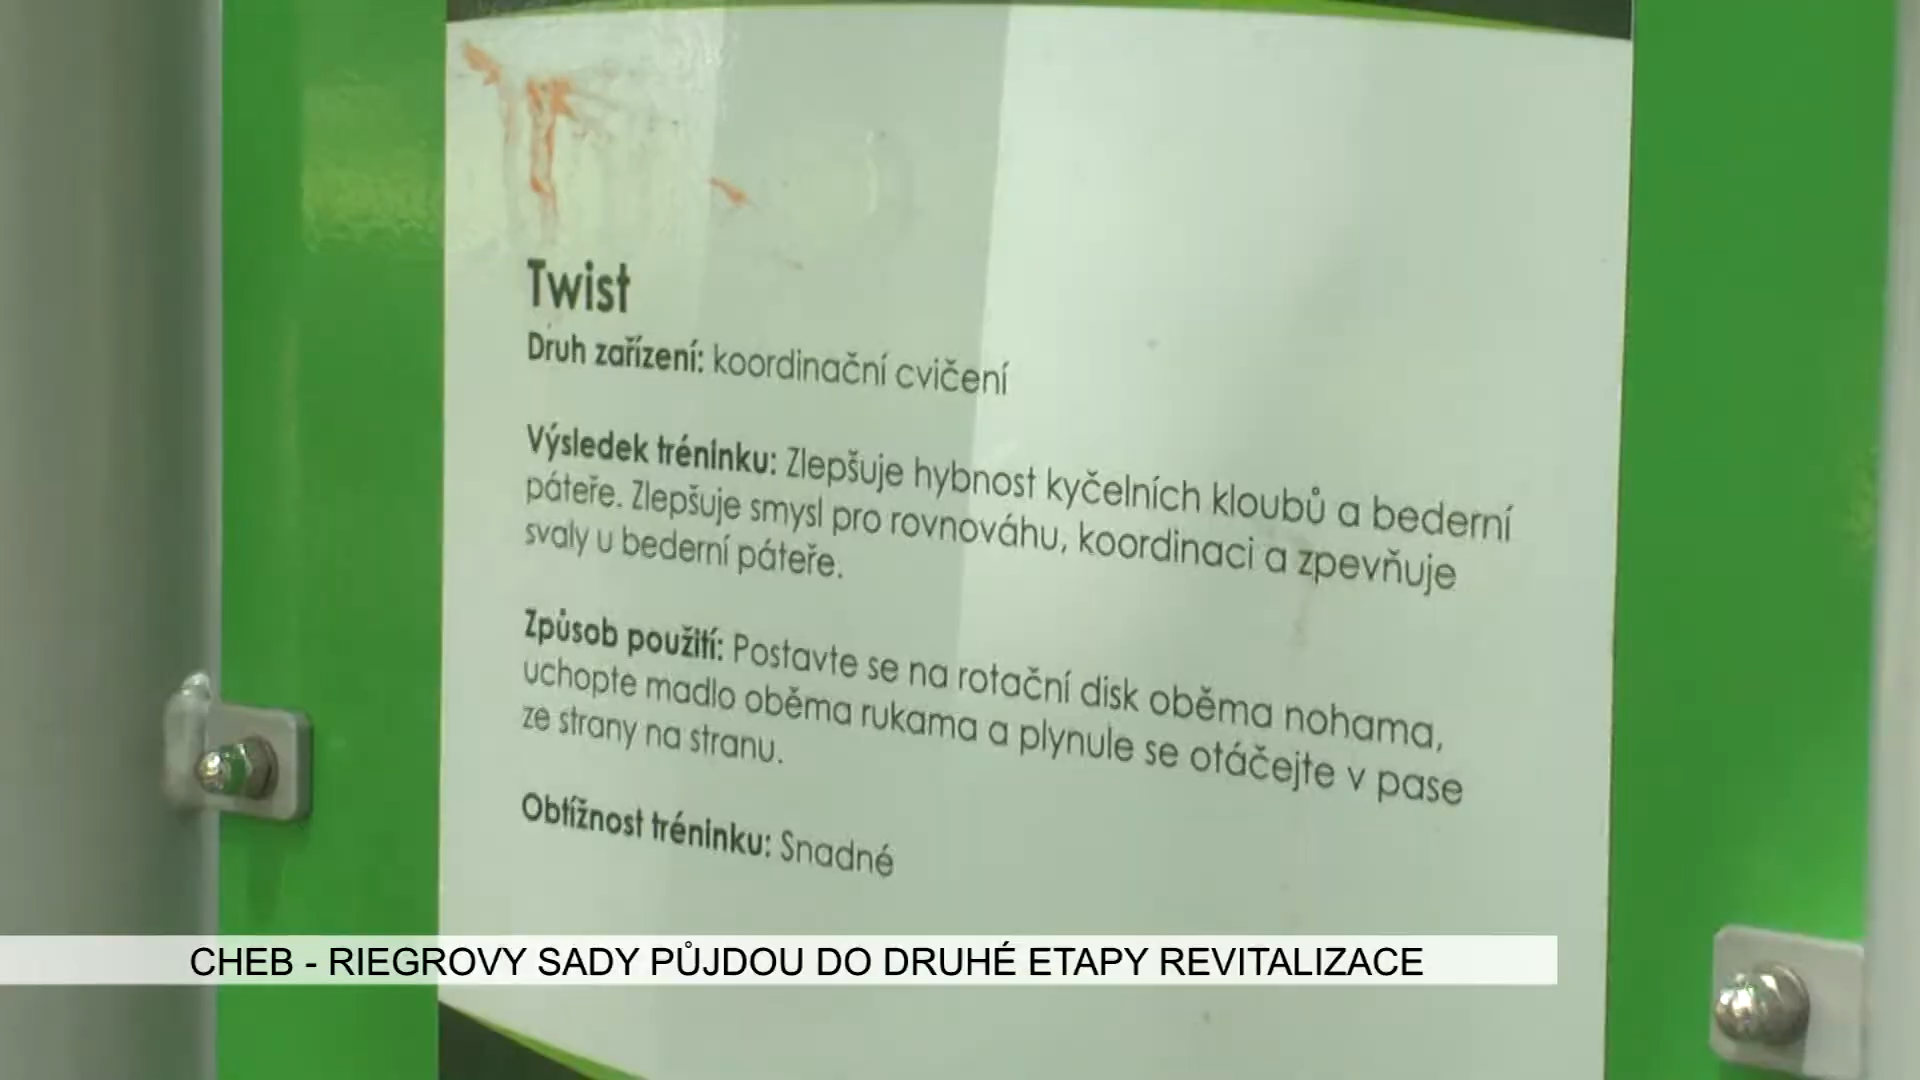 Twist
Druh zařízení: koordinační cvičení
Výsledek tréninku: Zlepšuje hybnost kyčelních kloubů a bederní
páteře. Zlepšuje smysl pro rovnováhu, koordinaci a zpevňuje
svaly u bederní páteře.
Způsob použití: Postavte se na rotační disk oběma nohama,
uchopte madlo oběma rukama a plynule se otáčejte v pase
ze strany na stranu.
Obtížnost tréninku: Snadné
CHEB - RIEGROVY SADY PŮJDOU DO DRUHÉ ETAPY REVITALIZACE